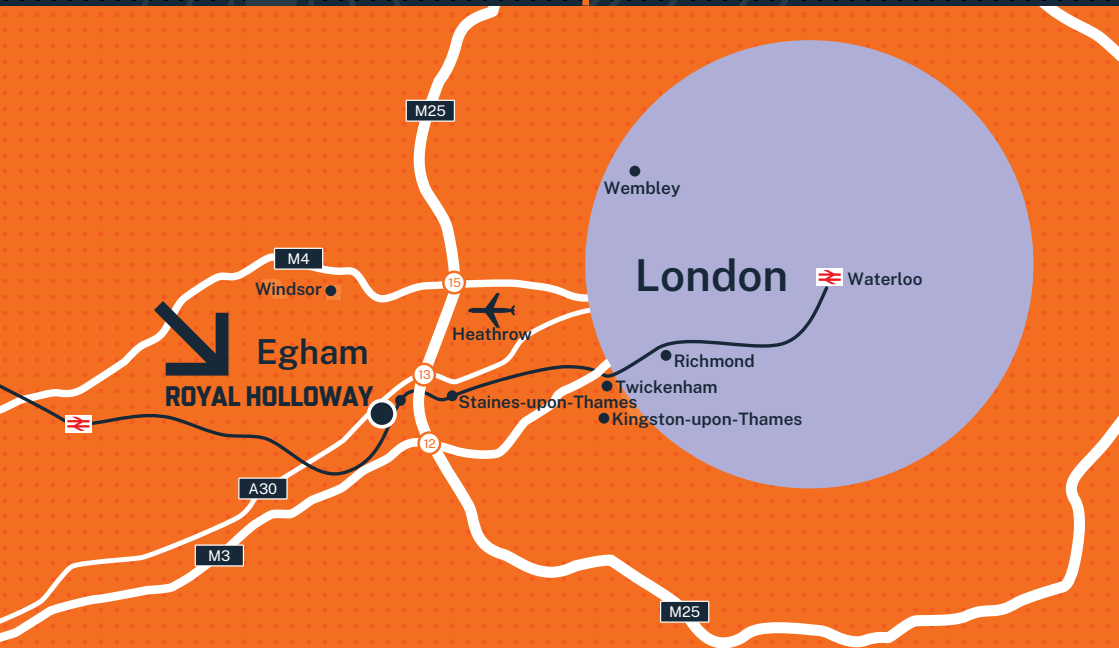 M25
Wembley
M4
London
Waterloo
15
Windsor
Heathrow
Egham
Richmond
13
Twickenham
ROYAL HOLLOWAY
Staines-upon-Thames
Kingston-upon-Thames
12
A30
M3
M25